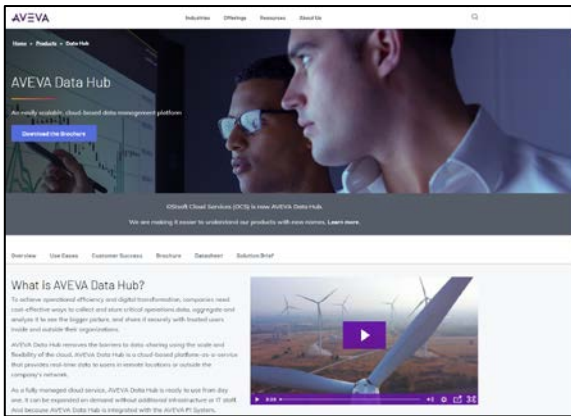 AVEVA
Industries Offerings Resources About Us
Home Products Data Hub
AVEVA Data Hub
An easily scalable, cloud-based data management platform
Download the Brochure
OSIsoft Cloud Services (OCS) is now AVEVA Data Hub.
We are making it easier to understand our products with new names. Learn more.
Overview Use Cases Customer Success Brochure Datasheet Solution Brief
What is AVEVA Data Hub?
To achieve operational efficiency and digital transformation, companies need
cost-effective ways to collect and store critical operations data, aggregate and
analyze it to see the bigger picture, and share it securely with trusted users
inside and outside their organizations.
AVEVA Data Hub removes the barriers to data-sharing using the scale and
flexibility of the cloud. AVEVA Data Hub is a cloud-based platform-as-a-service
that provides real-time data to users in remote locations or outside the
company's network.
As a fully managed cloud service, AVEVA Data Hub is ready to use from day
one. It can be expanded on demand without additional infrastructure or IT staff.
And because AVEVA Data Hub is integrated with the AVEVA PI System,